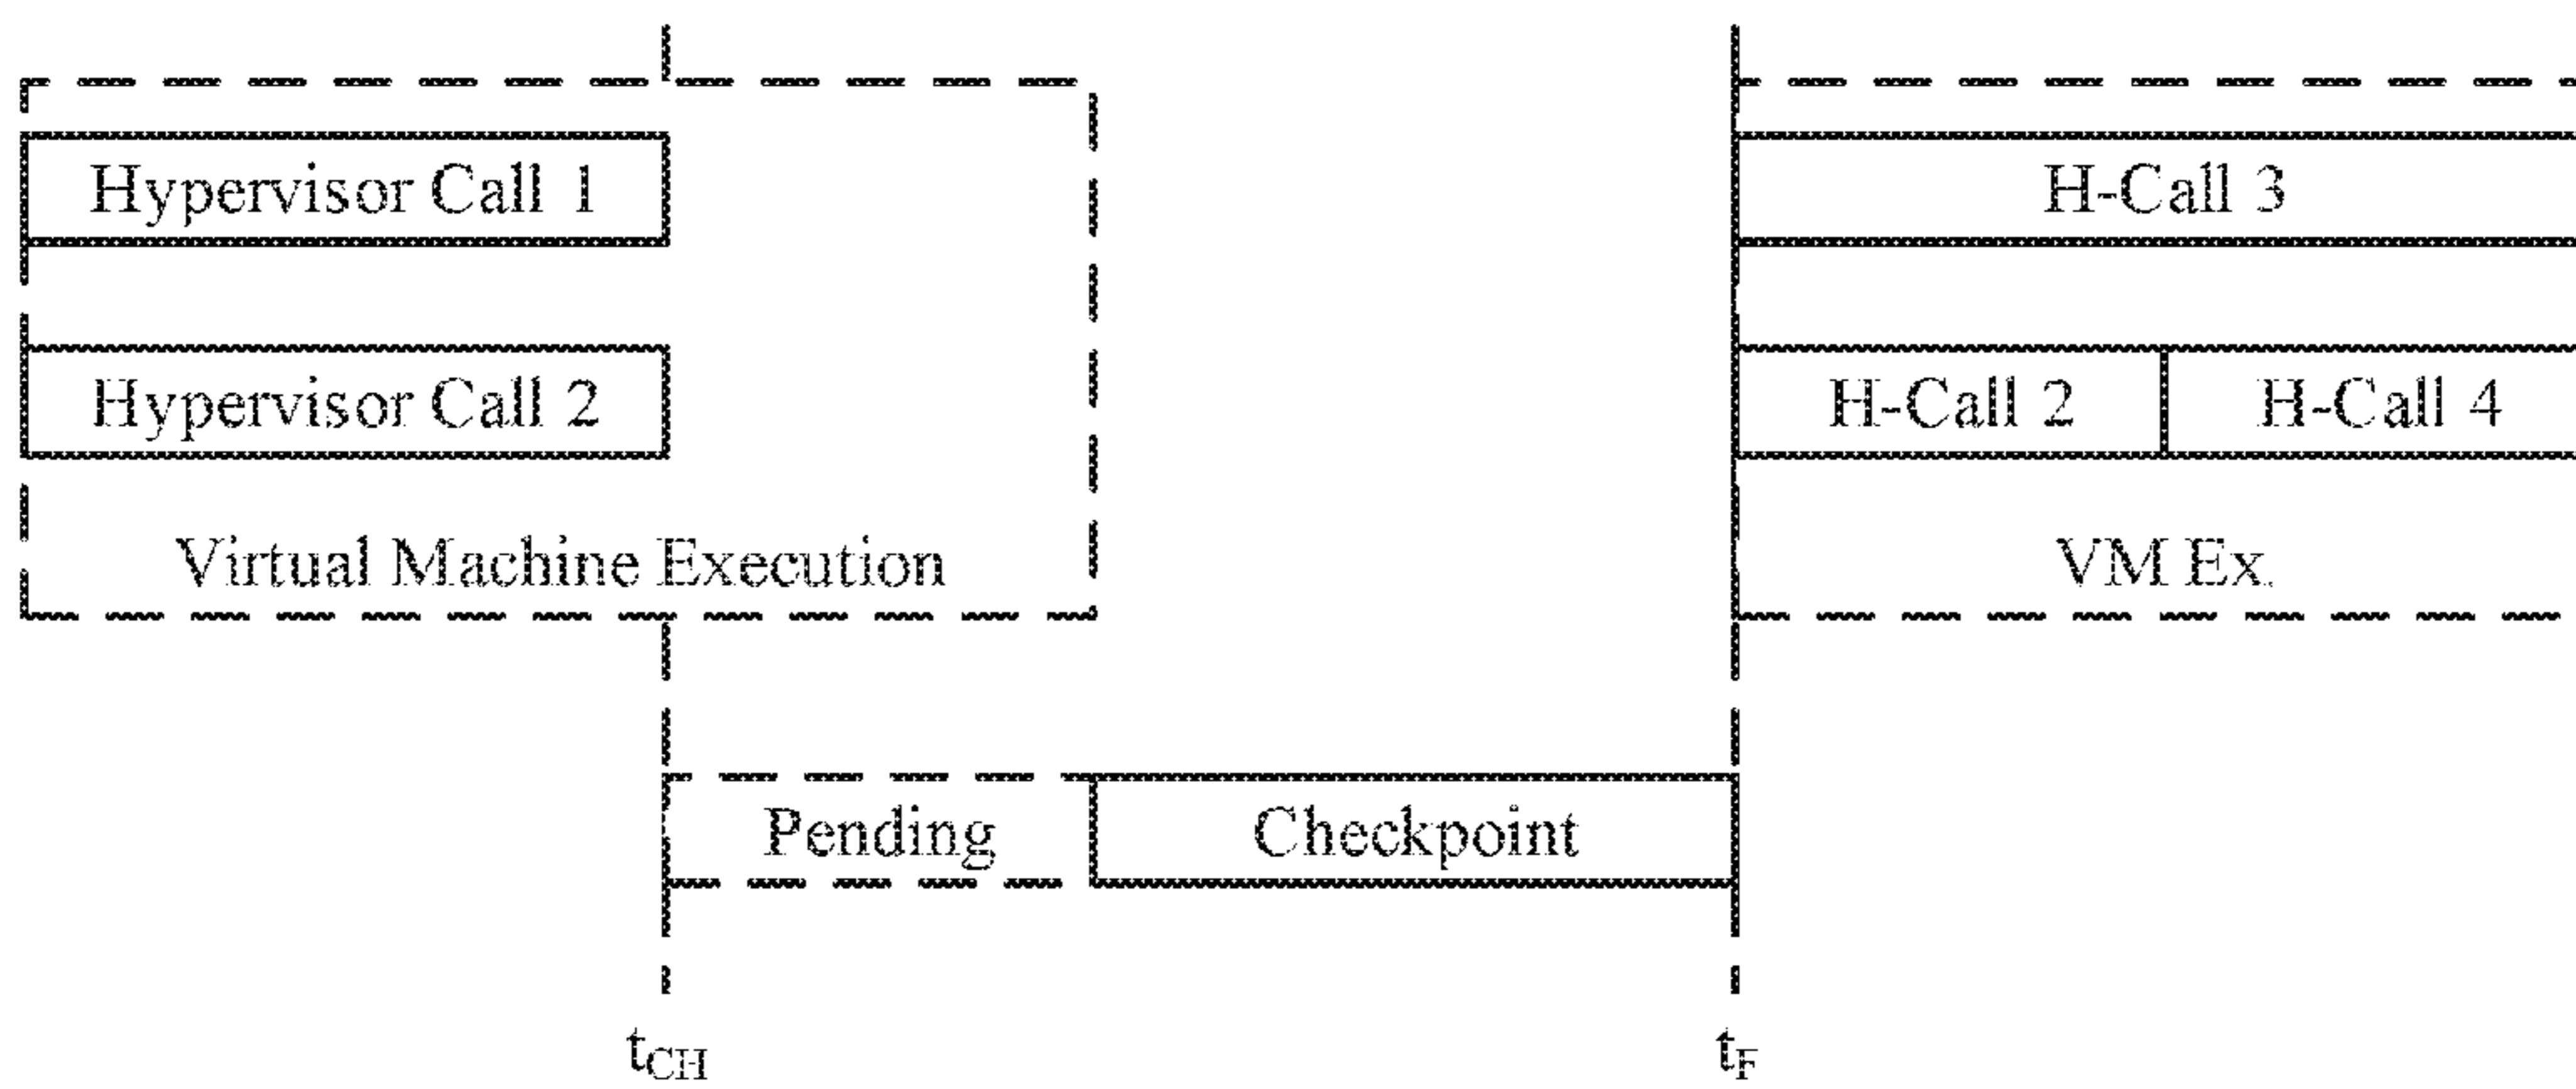 Hypervisor Call 1
H-Call 3
Hypervisor Call 2
H-Call 2
H-Call 4
Virtual Machine Execution
VM Ex.
Pending
Checkpoint
tCH
tF